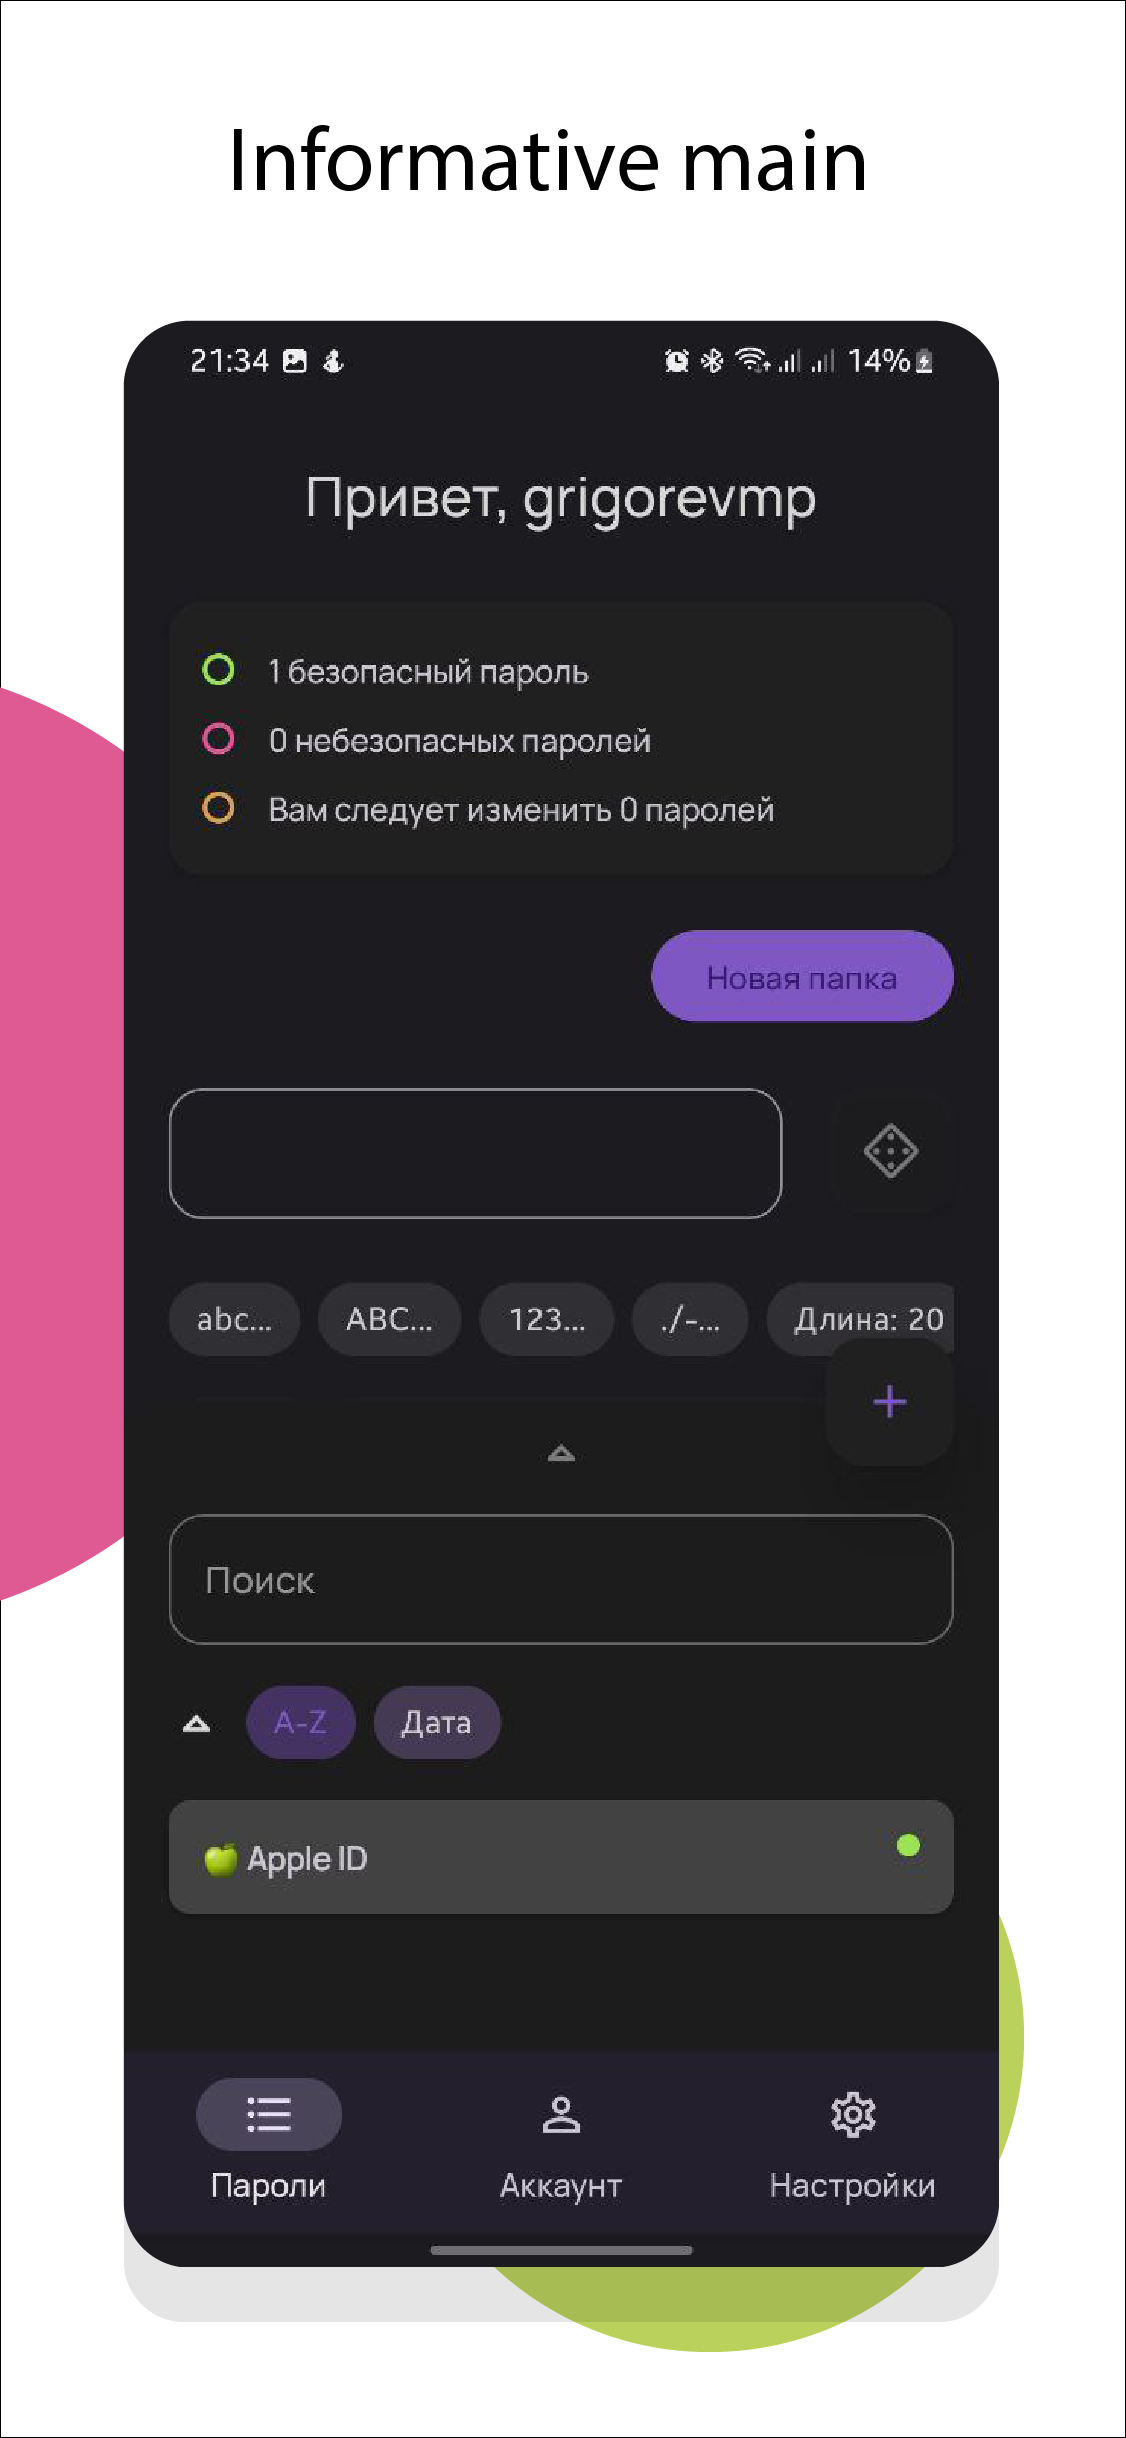 Informative main
21:34 14%
Привет, grigorevmp
1 безопасный пароль
0 небезопасных паролей
Вам следует изменить 0 паролей
Новая папка
abc... ABC... 123... ./-... Длина: 20
+
Поиск
A-Z Дата
Apple ID
Пароли Аккаунт Настройки